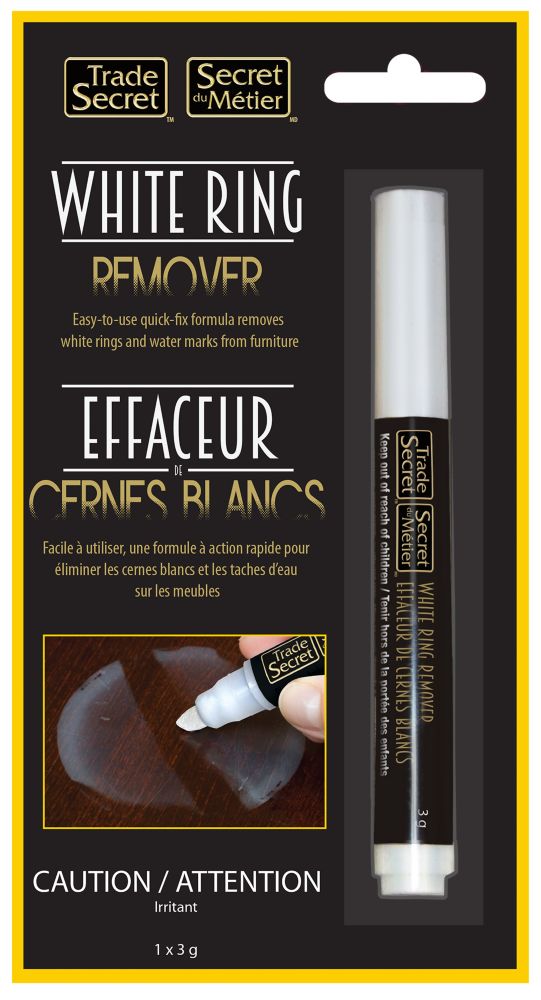 Trade
Secret
TM
Secret
du Métier
MD
WHITE RING
REMOVER
Easy-to-use quick-fix formula removes
white rings and water marks from furniture
EFFACEUR
DE
CERNES BLANCS
Facile à utiliser, une formule à action rapide pour
éliminer les cernes blancs et les taches d'eau
sur les meubles
Trade
Secret
CAUTION / ATTENTION
Irritant
1 x 3 g
Trade
Secret
Secret
du Métier
WHITE RING REMOVER
EFFACEUR DE CERNES BLANCS
Keep out of reach of children / Tenir hors de la portée des enfants
3 g